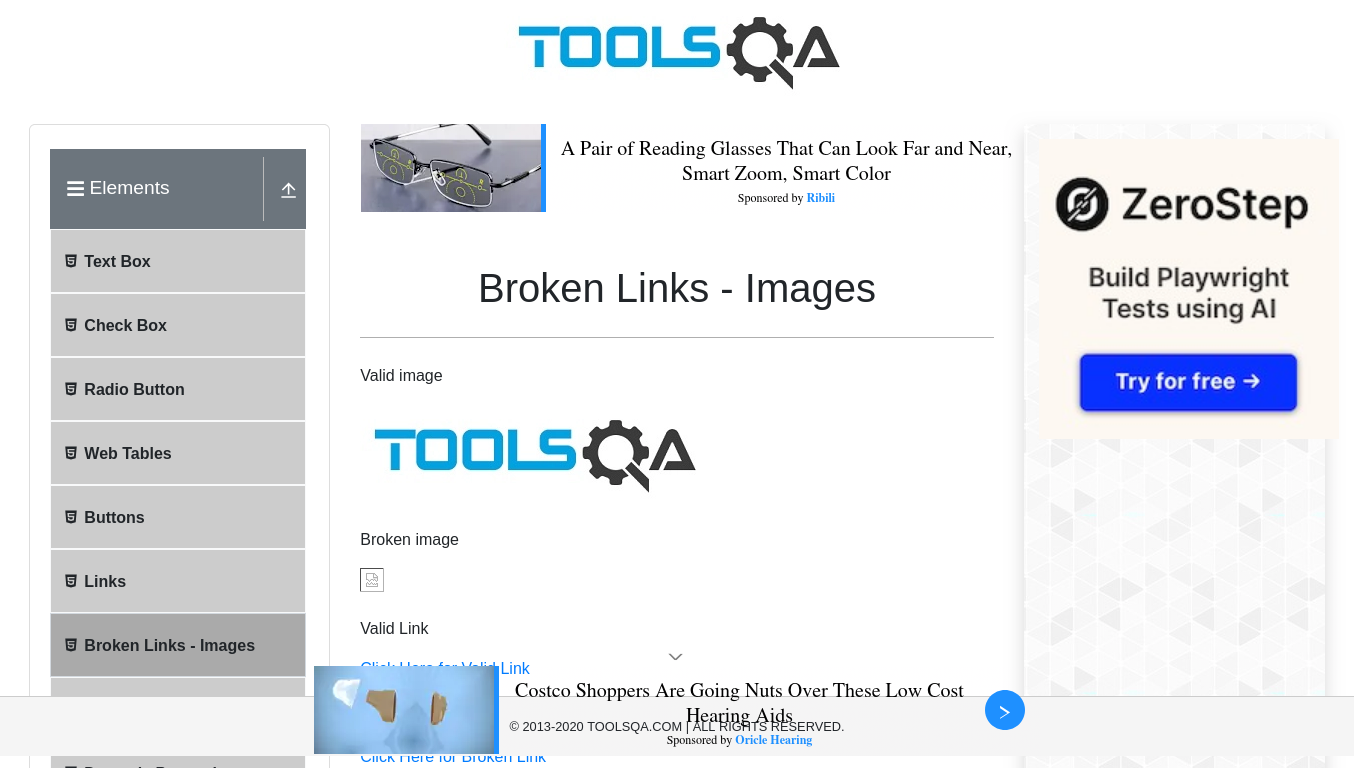 TOOLSQA
Elements
Text Box
Check Box
Radio Button
Web Tables
Buttons
Links
Broken Links - Images
A Pair of Reading Glasses That Can Look Far and Near,
Smart Zoom, Smart Color
Sponsored by Ribili
Broken Links - Images
Valid image
TOOLSQA
Broken image
Valid Link
Click Here for Valid Link
Costco Shoppers Are Going Nuts Over These Low Cost
Hearing Aids
Sponsored by Oricle Hearing
© 2013-2020 TOOLSQA.COM | ALL RIGHTS RESERVED.
Click Here for Broken Link
ZeroStep
Build Playwright
Tests using AI
Try for free →